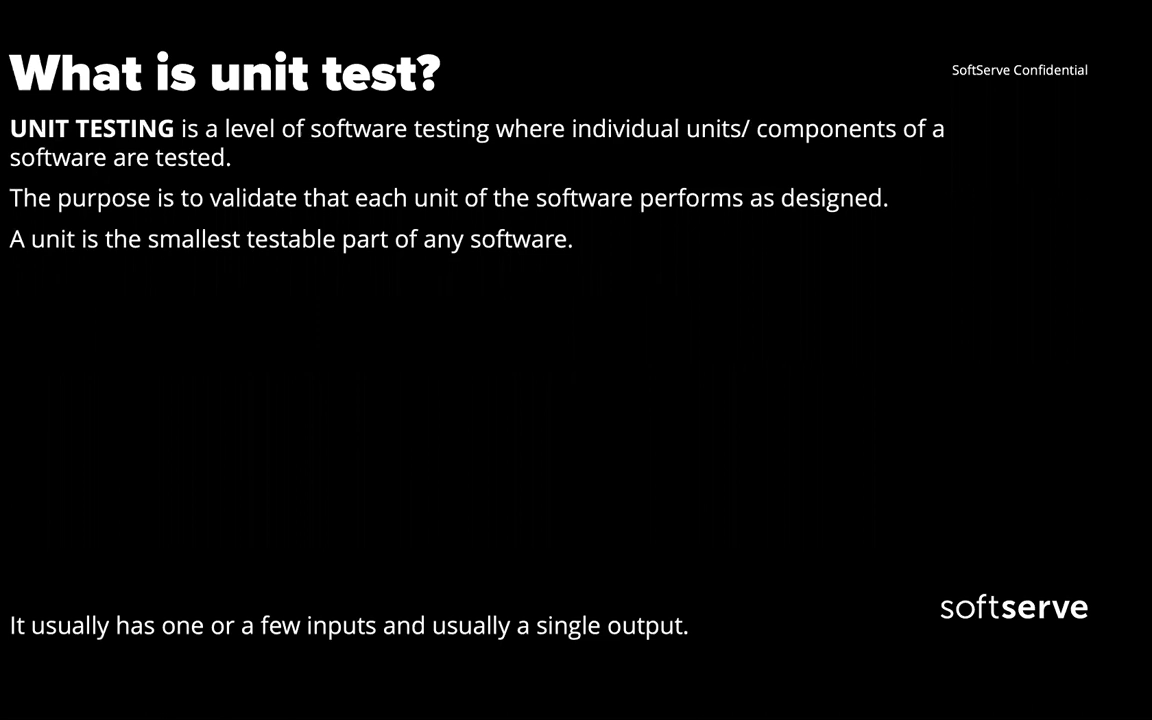 What is unit test?
SoftServe Confidential
UNIT TESTING is a level of software testing where individual units/ components of a
software are tested.
The purpose is to validate that each unit of the software performs as designed.
A unit is the smallest testable part of any software.
softserve
It usually has one or a few inputs and usually a single output.